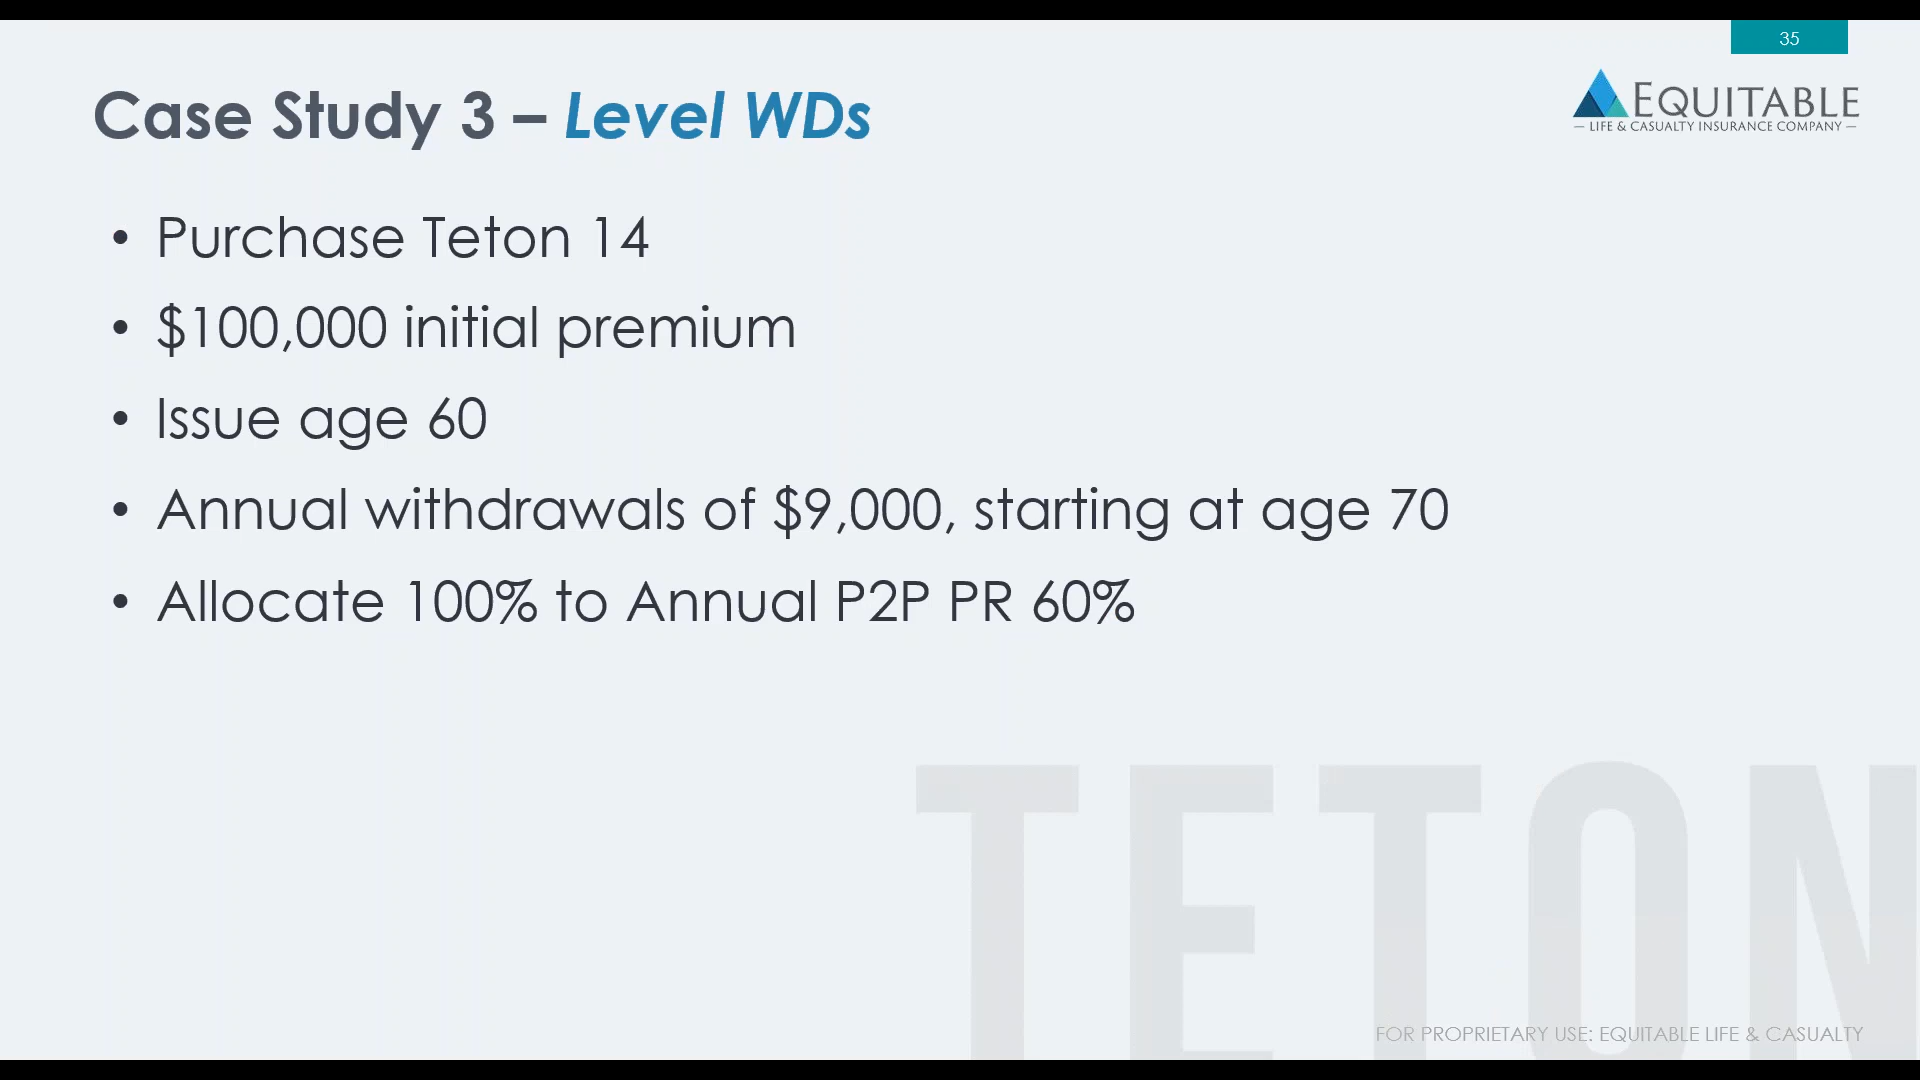 35
EQUITABLE
— LIFE & CASUALTY INSURANCE COMPANY —
Case Study 3 – Level WDs
• Purchase Teton 14
• $100,000 initial premium
• Issue age 60
• Annual withdrawals of $9,000, starting at age 70
• Allocate 100% to Annual P2P PR 60%
TETON
FOR PROPRIETARY USE: EQUITABLE LIFE & CASUALTY